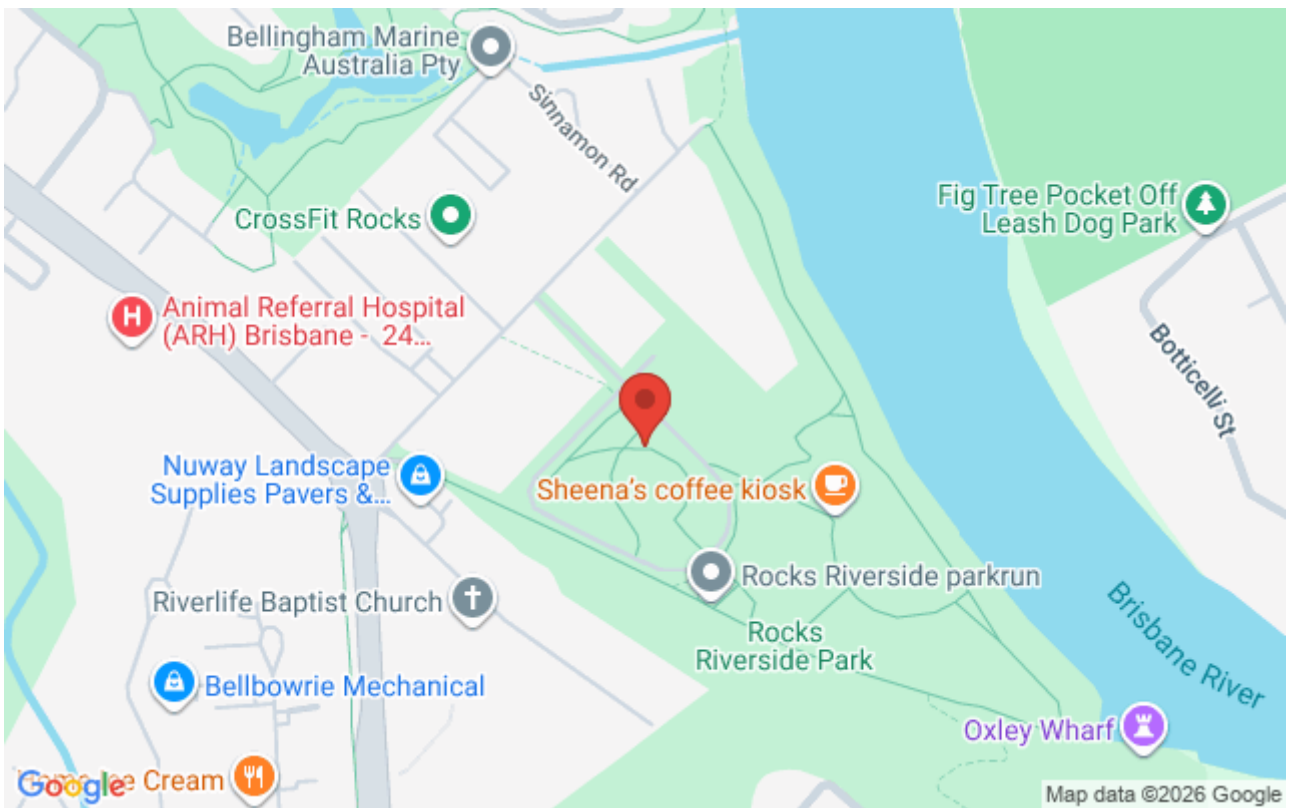 Bellingham Marine
Australia Pty
Sinnamon Rd
CrossFit Rocks
Fig Tree Pocket Off
Leash Dog Park
Animal Referral Hospital
(ARH) Brisbane - 24...
Botticelli St
Nuway Landscape
Supplies Pavers &...
Sheena's coffee kiosk
Rocks Riverside parkrun
Riverlife Baptist Church
Rocks
Riverside Park
Brisbane River
Bellbowrie Mechanical
Oxley Wharf
Cream
Google
Map data ©2026 Google